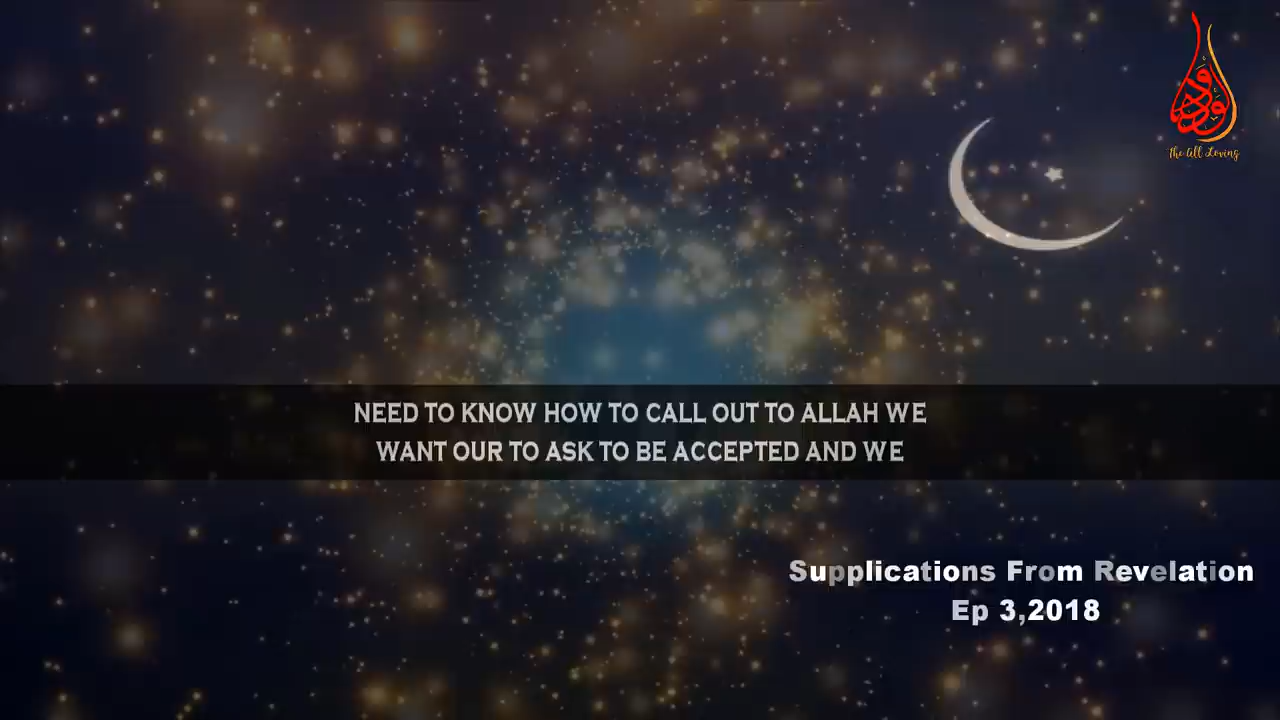 الودود
The All Loving
NEED TO KNOW HOW TO CALL OUT TO ALLAH WE
WANT OUR TO ASK TO BE ACCEPTED AND WE
Supplications From Revelation
Ep 3,2018